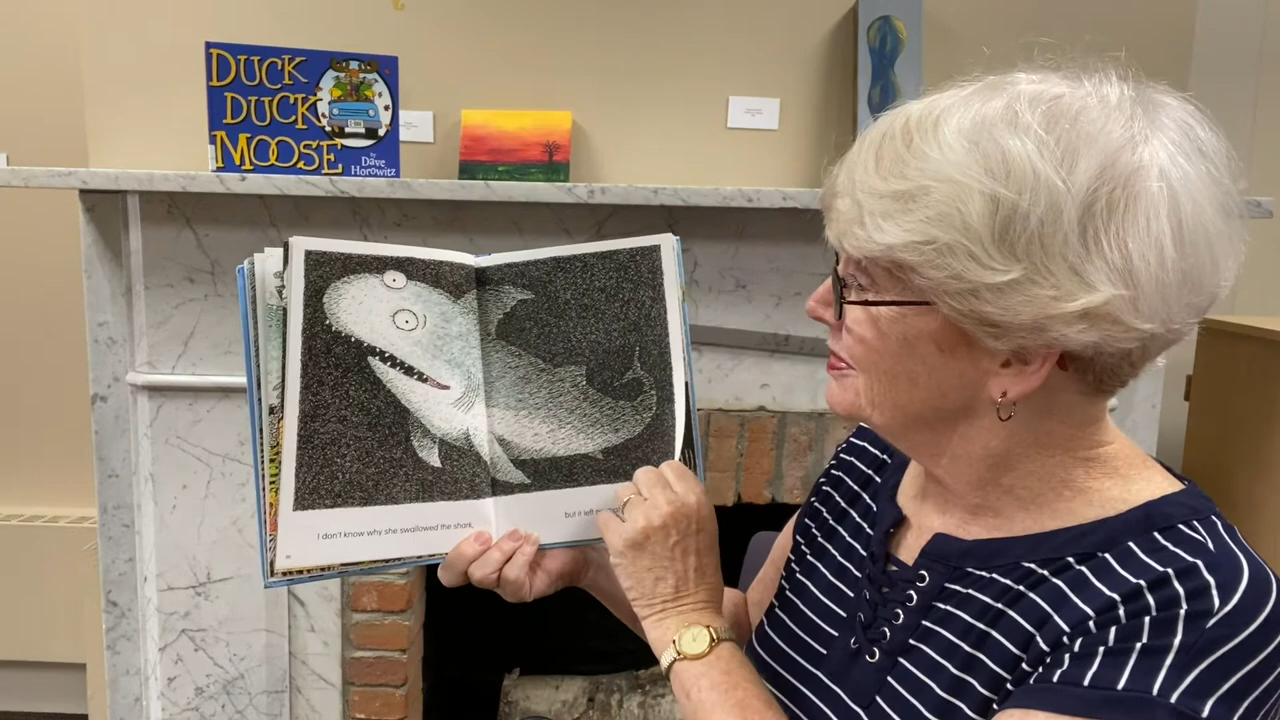 DUCK
DUCK
MOOSE
by
Dave
Horowitz
I don't know why she swallowed the shark,
but it left